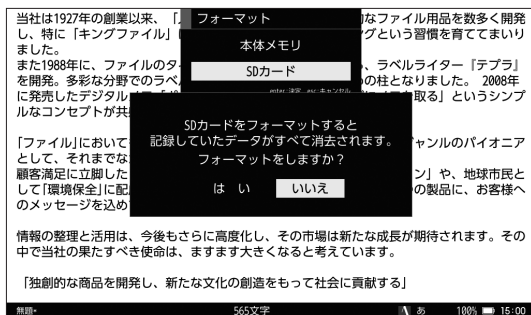 当社は1927年の創業以来、「
なファイル用品を数多く開発
し、特に「キングファイル」
グという習慣を育ててまいり
ました。
また1988年に、ファイルのタ
、ラベルライター『テプラ』
を開発。多彩な分野でのラベ
の柱となりました。 2008年
に発売したデジタルメモ
取る」というシンプ
ルなコンセプトが共
フォーマット
本体メモリ
SDカード
enter:決定 esc:キャンセル
SDカードをフォーマットすると
記録していたデータがすべて消去されます。
フォーマットをしますか？
はい
いいえ
「ファイル」において
ャンルのパイオニア
として、それまでな
顧客満足に立脚した
ン」や、地球市民と
して「環境保全」に配
の製品に、お客様へ
のメッセージを込め
情報の整理と活用は、今後もさらに高度化し、その市場は新たな成長が期待されます。その
中で当社の果たすべき使命は、ますます大きくなると考えています。
「独創的な商品を開発し、新たな文化の創造をもって社会に貢献する」
無題*
565文字
A あ 100% 15:00